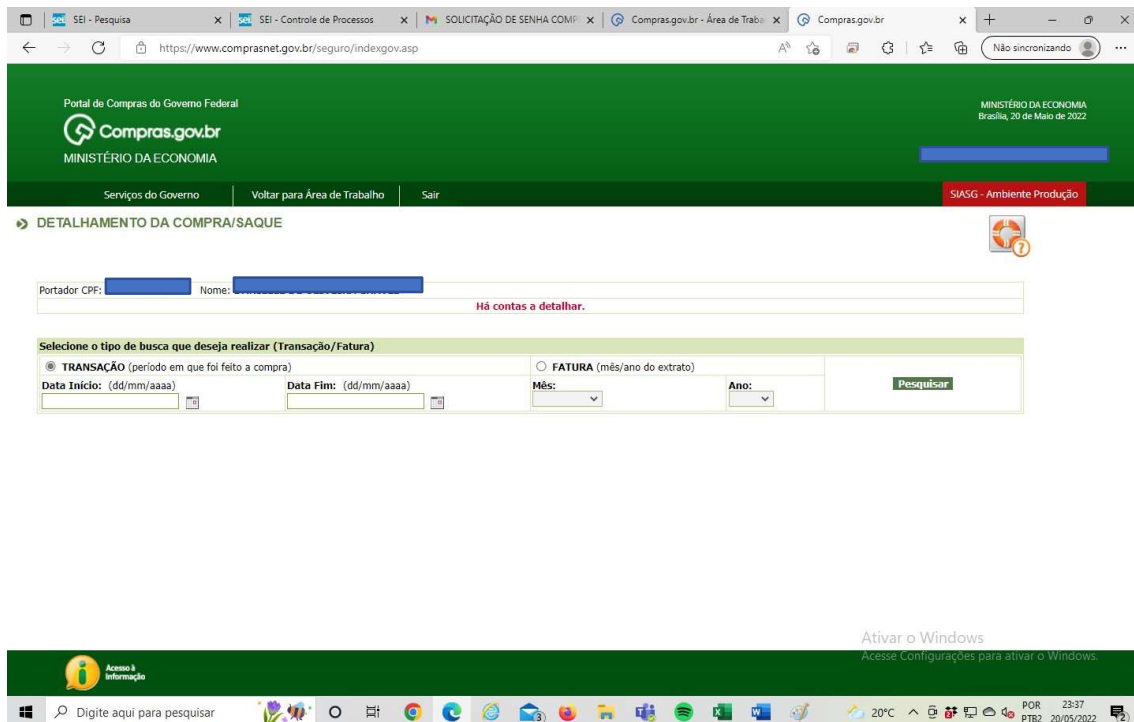 SEI - Pesquisa
SEI - Controle de Processos
SOLICITAÇÃO DE SENHA COMP
Compras.gov.br - Área de Traba
Compras.gov.br
https://www.comprasnet.gov.br/seguro/indexgov.asp
Não sincronizando
Portal de Compras do Governo Federal
Compras.gov.br
MINISTÉRIO DA ECONOMIA
MINISTÉRIO DA ECONOMIA
Brasília, 20 de Maio de 2022
Serviços do Governo Voltar para Área de Trabalho Sair
SIASG - Ambiente Produção
DETALHAMENTO DA COMPRA/SAQUE
Portador CPF: Nome:
Há contas a detalhar.
Selecione o tipo de busca que deseja realizar (Transação/Fatura)
TRANSAÇÃO (período em que foi feito a compra) FATURA (mês/ano do extrato)
Data Início: (dd/mm/aaaa) Data Fim: (dd/mm/aaaa) Mês: Ano:
Pesquisar
Ativar o Windows
Acesse Configurações para ativar o Windows.
Acesso à
Informação
Digite aqui para pesquisar
20°C
POR
PTB2
23:37
20/05/2022